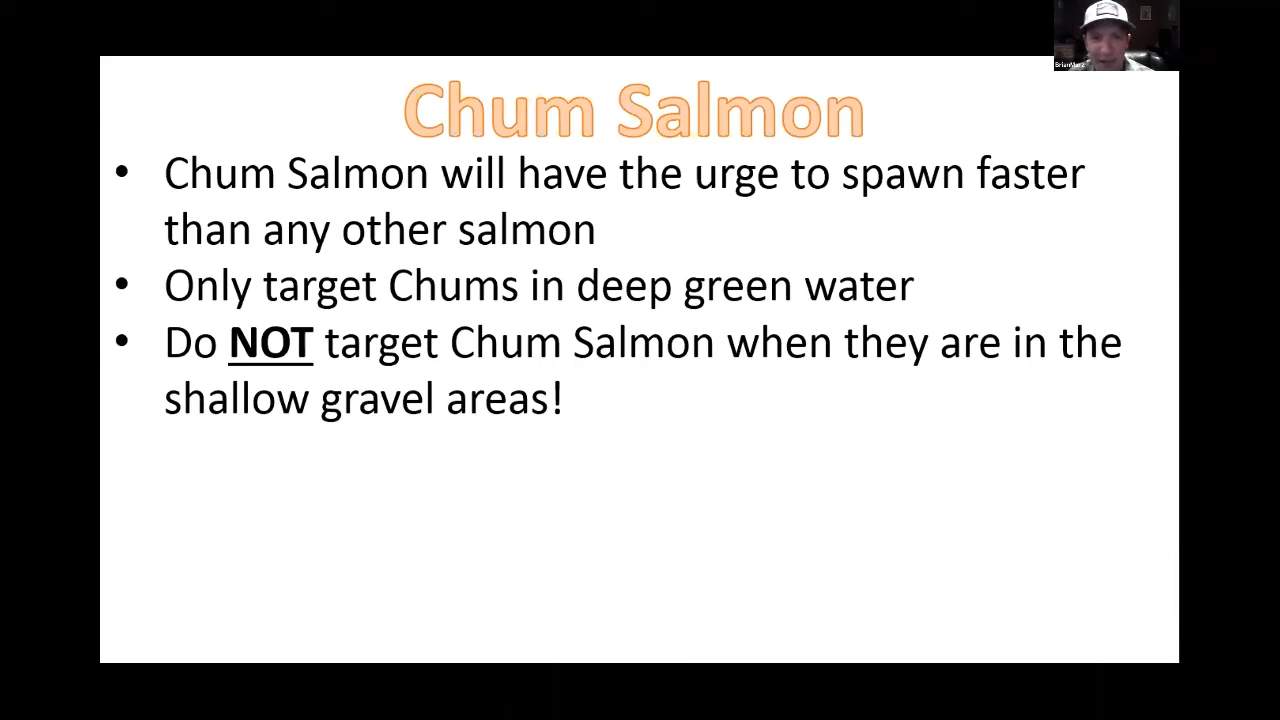 Chum Salmon
• Chum Salmon will have the urge to spawn faster
than any other salmon
• Only target Chums in deep green water
• Do NOT target Chum Salmon when they are in the
shallow gravel areas!